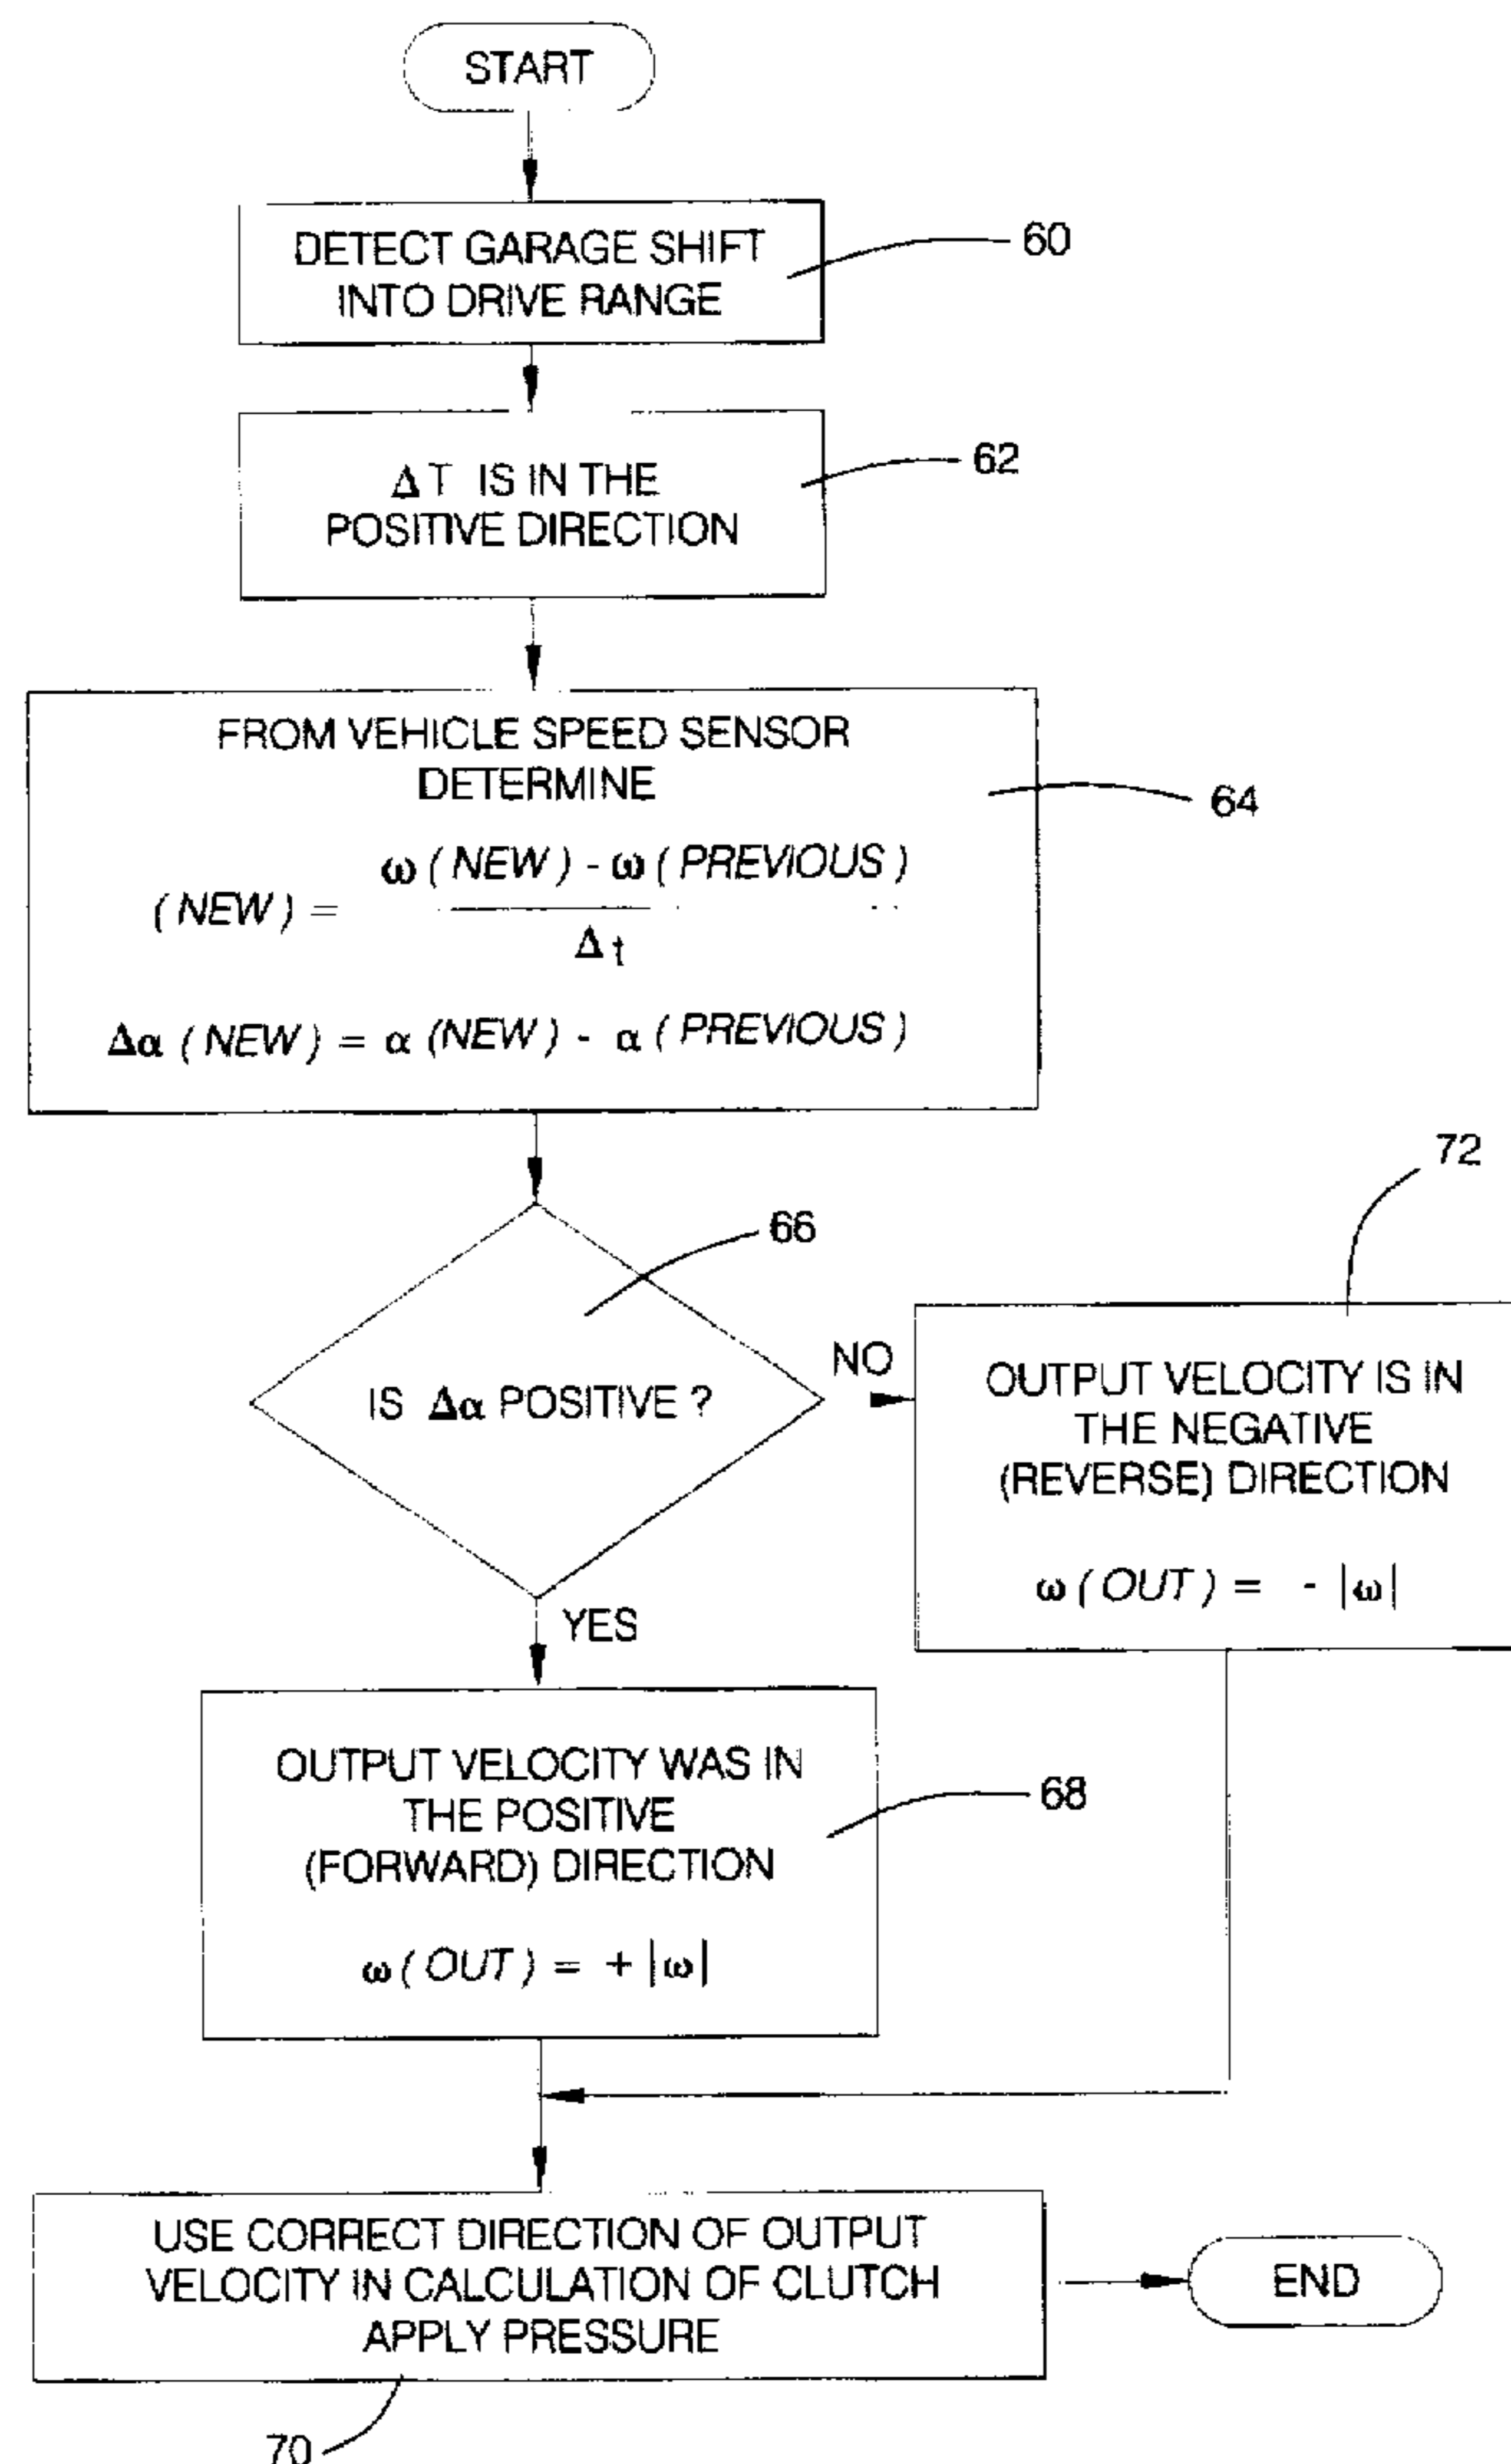 START
DETECT GARAGE SHIFT
INTO DRIVE RANGE
60
ΔT IS IN THE
POSITIVE DIRECTION
62
FROM VEHICLE SPEED SENSOR
DETERMINE
64
ω (NEW) - ω (PREVIOUS)
(NEW) =
Δt
Δα (NEW) = α (NEW) - α (PREVIOUS)
66
IS Δα POSITIVE ?
NO
72
OUTPUT VELOCITY IS IN
THE NEGATIVE
(REVERSE) DIRECTION
ω (OUT) = - |ω|
YES
OUTPUT VELOCITY WAS IN
THE POSITIVE
(FORWARD) DIRECTION
68
ω (OUT) = + |ω|
USE CORRECT DIRECTION OF OUTPUT
VELOCITY IN CALCULATION OF CLUTCH
APPLY PRESSURE
END
70